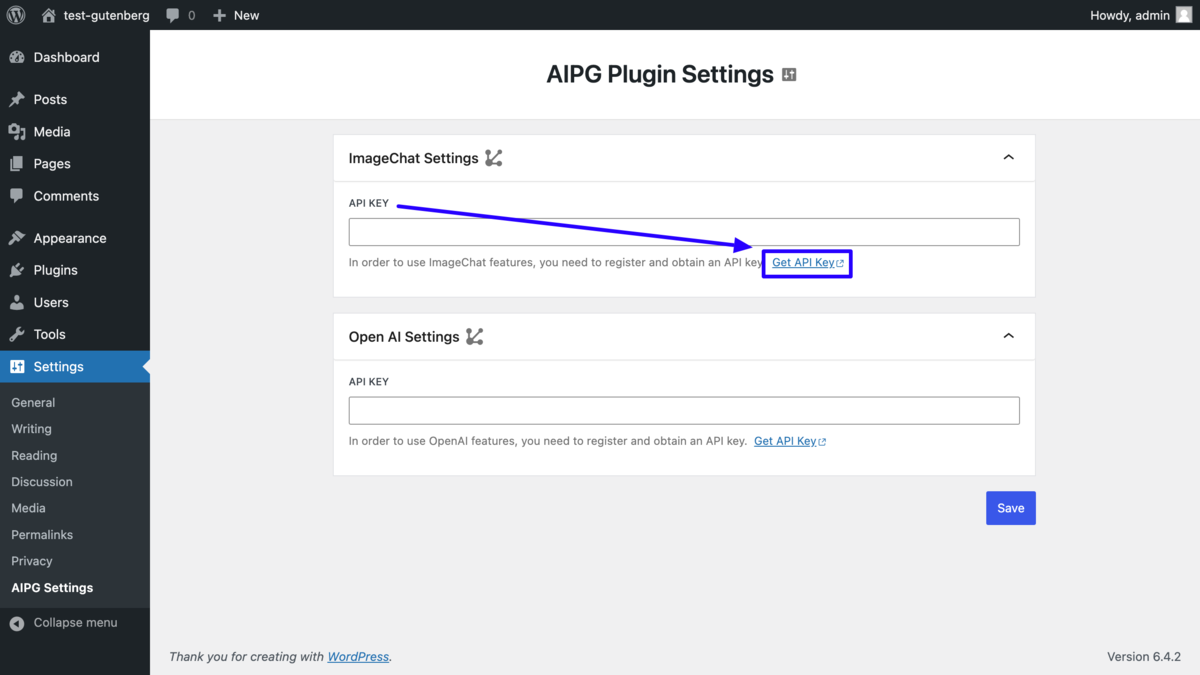 test-gutenberg 0 New Howdy, admin
Dashboard
Posts
Media
Pages
Comments
Appearance
Plugins
Users
Tools
Settings
General
Writing
Reading
Discussion
Media
Permalinks
Privacy
AIPG Settings
Collapse menu
AIPG Plugin Settings
ImageChat Settings
API KEY
In order to use ImageChat features, you need to register and obtain an API key Get API Key
Open AI Settings
API KEY
In order to use OpenAI features, you need to register and obtain an API key. Get API Key
Save
Thank you for creating with WordPress. Version 6.4.2